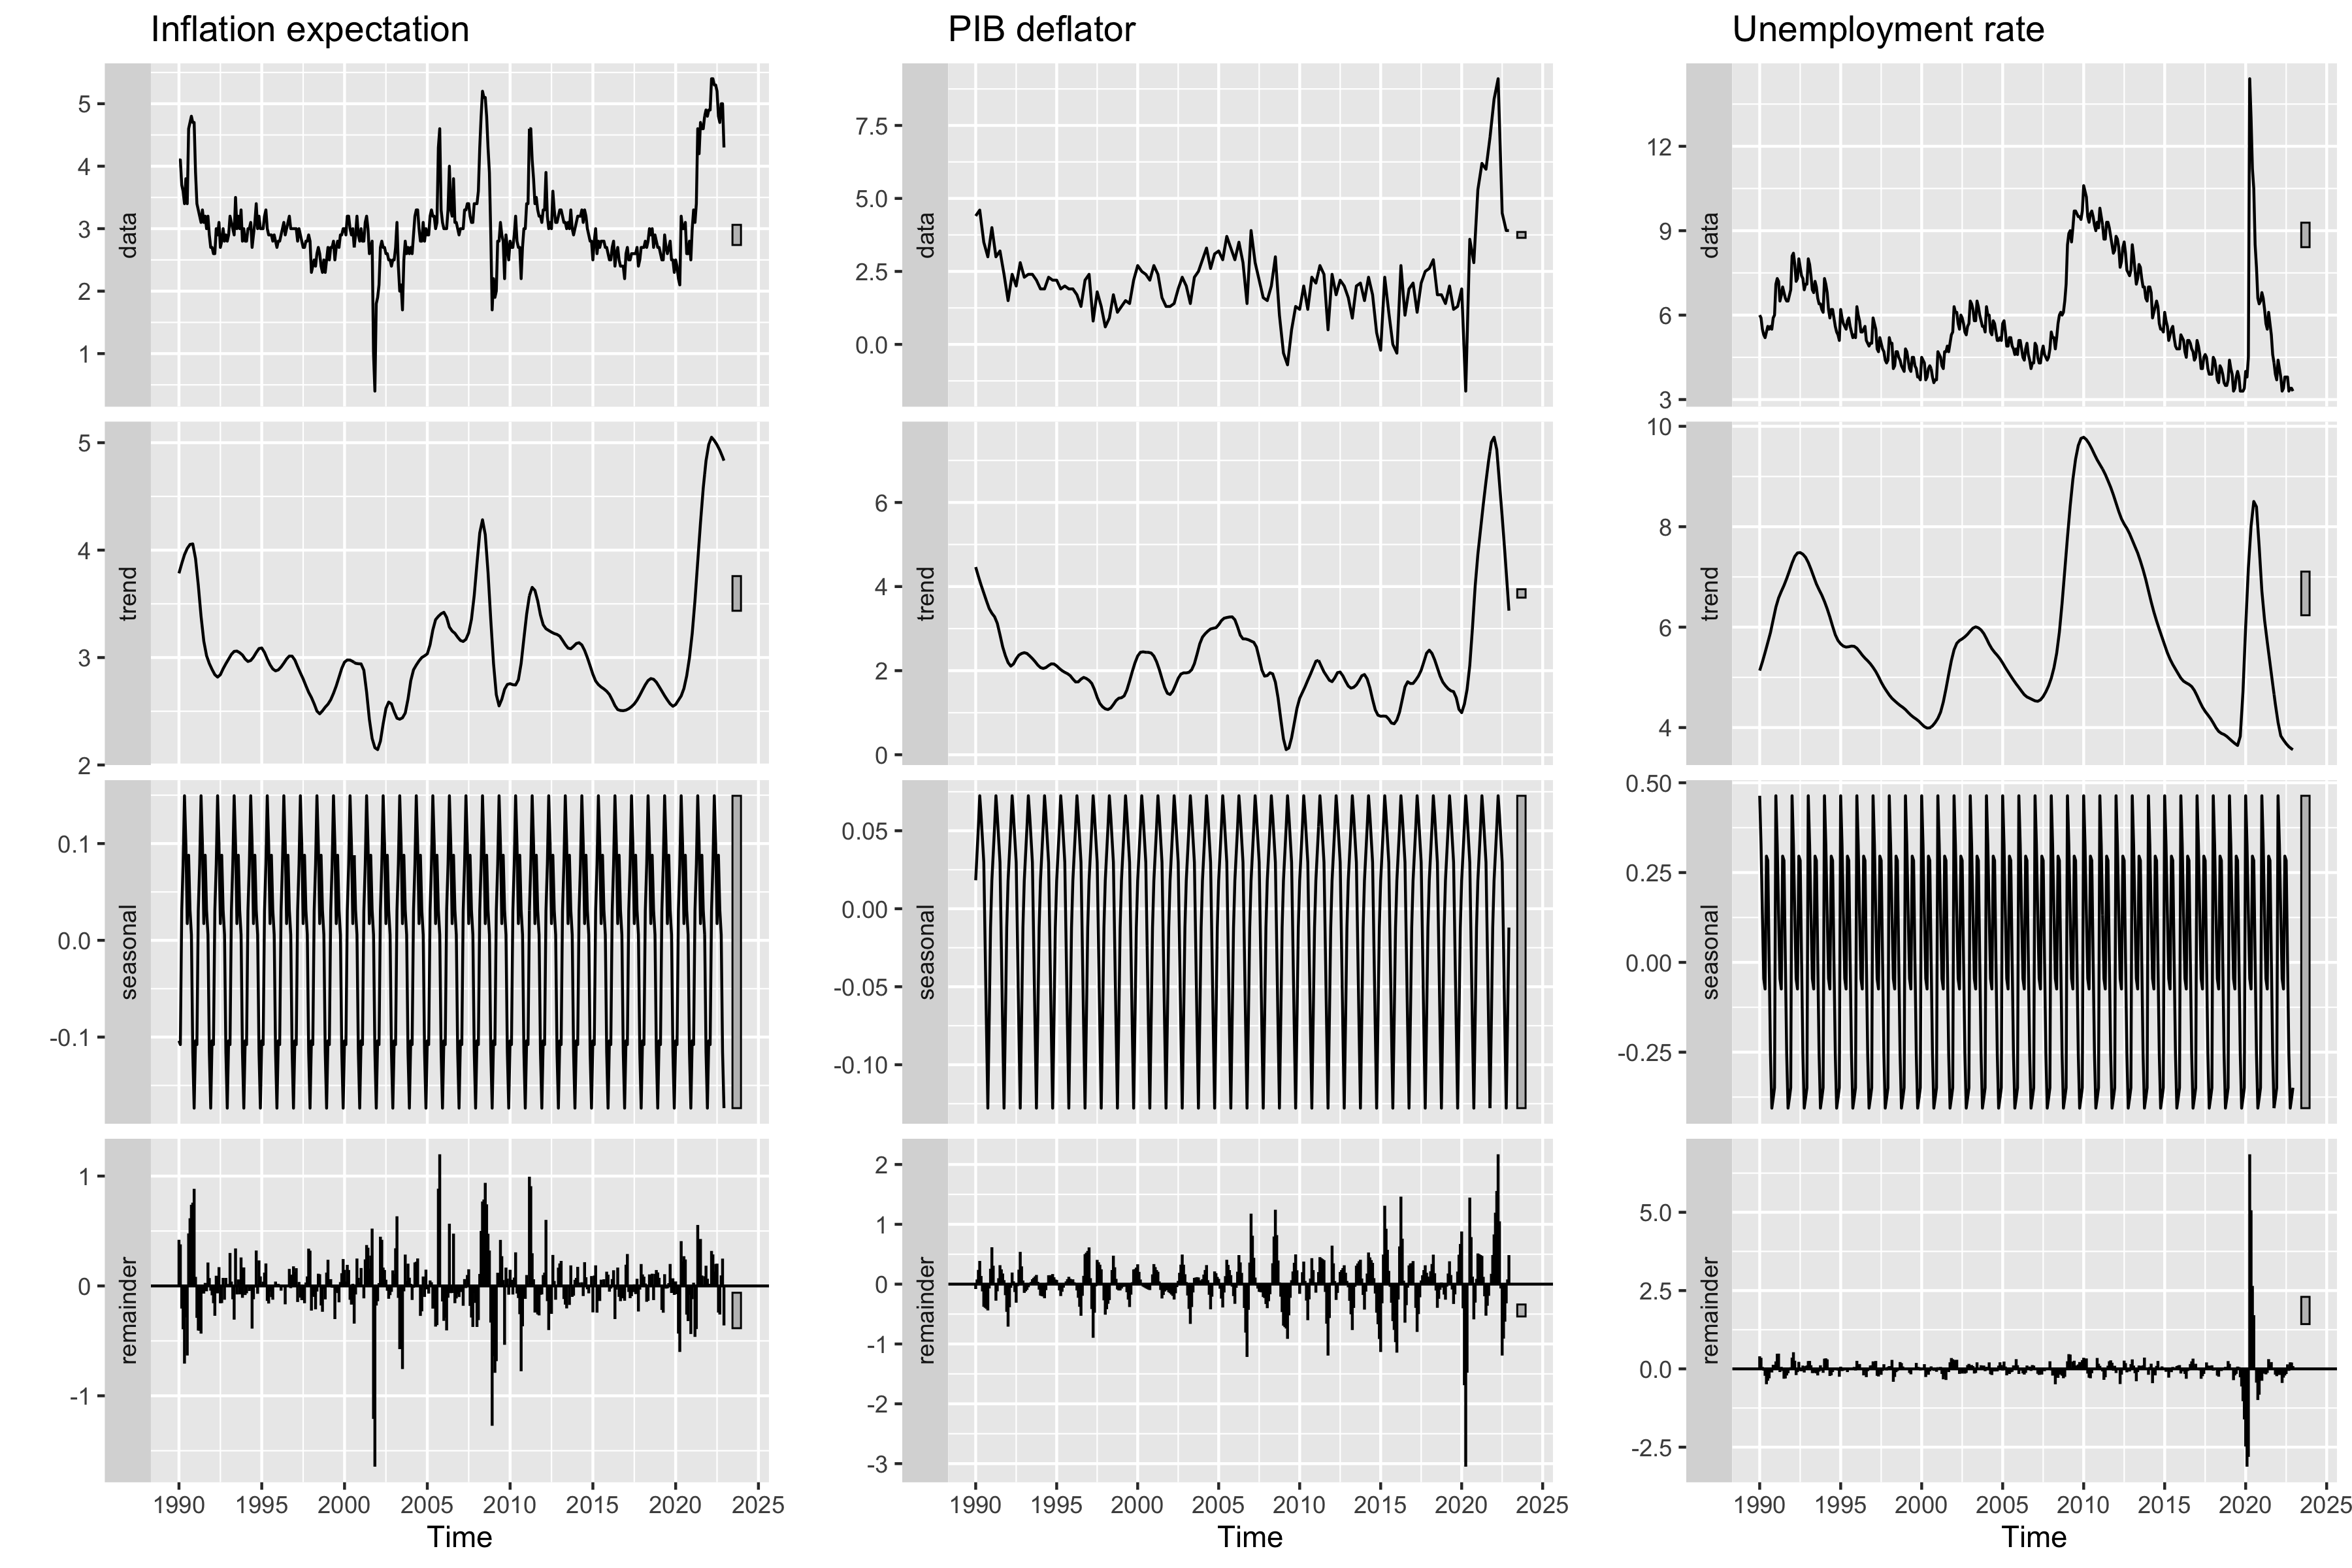 Inflation expectation
5
4
3
2
1
data
5
4
3
2
trend
0.1
0.0
-0.1
seasonal
1
0
-1
remainder
1990 1995 2000 2005 2010 2015 2020 2025
Time
PIB deflator
7.5
5.0
2.5
0.0
data
6
4
2
0
trend
0.05
0.00
-0.05
-0.10
seasonal
2
1
0
-1
-2
-3
remainder
1990 1995 2000 2005 2010 2015 2020 2025
Time
Unemployment rate
12
9
6
3
data
10
8
6
4
trend
0.50
0.25
0.00
-0.25
seasonal
5.0
2.5
0.0
-2.5
remainder
1990 1995 2000 2005 2010 2015 2020 2025
Time